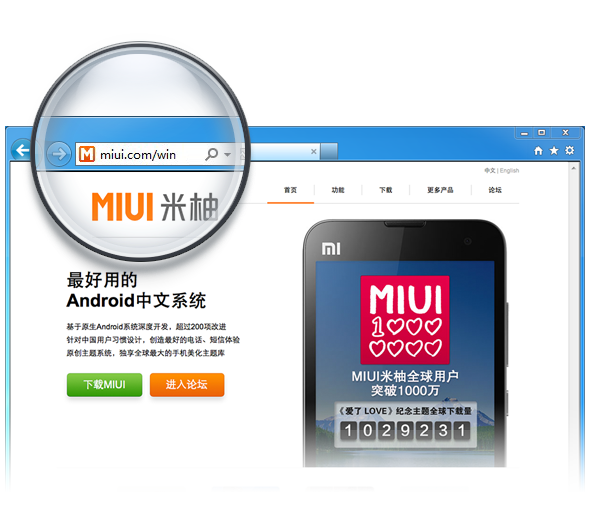 miui.com/win
MIUI 米柚
中文 | English
首页 功能 下载 更多产品 论坛
最好用的
Android中文系统
基于原生Android系统深度开发，超过200项改进
针对中国用户习惯设计，创造最好的电话、短信体验
原创主题系统，独享全球最大的手机美化主题库
下载MIUI 进入论坛
MI
MIUI
1
MIUI米柚全球用户
突破1000万
《爱了 LOVE》纪念主题全球下载量
1029231